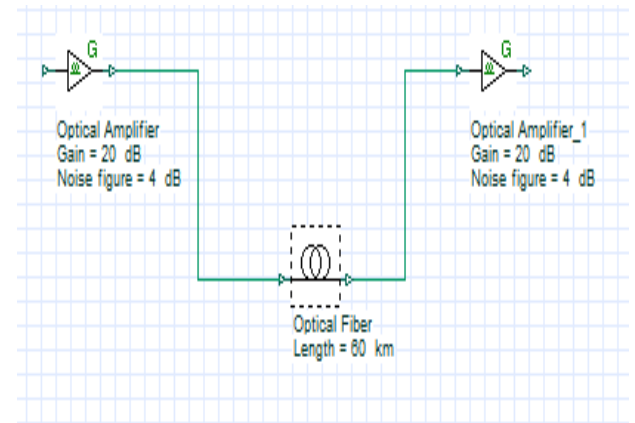 G
G
Optical Amplifier
Gain = 20 dB
Noise figure = 4 dB
Optical Amplifier_1
Gain = 20 dB
Noise figure = 4 dB
Optical Fiber
Length = 60 km